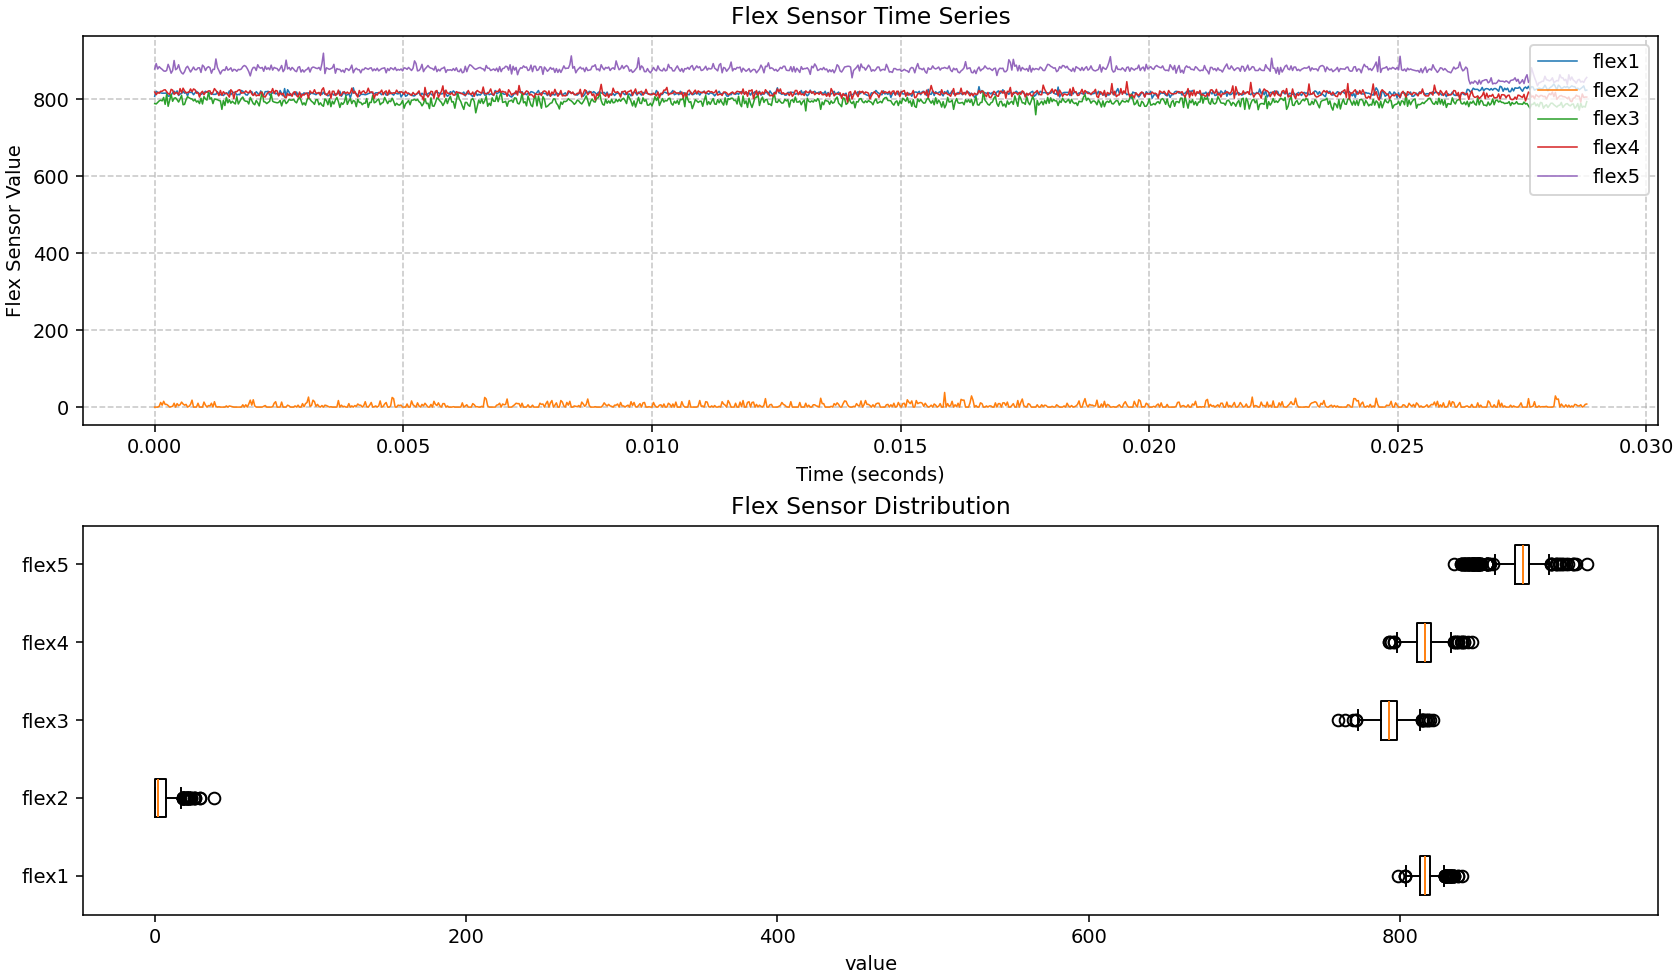 Flex Sensor Time Series
Flex Sensor Value
800
600
400
200
0
flex1
flex2
flex3
flex4
flex5
0.000 0.005 0.010 0.015 0.020 0.025 0.030
Time (seconds)
Flex Sensor Distribution
flex5
flex4
flex3
flex2
flex1
0 200 400 600 800
value